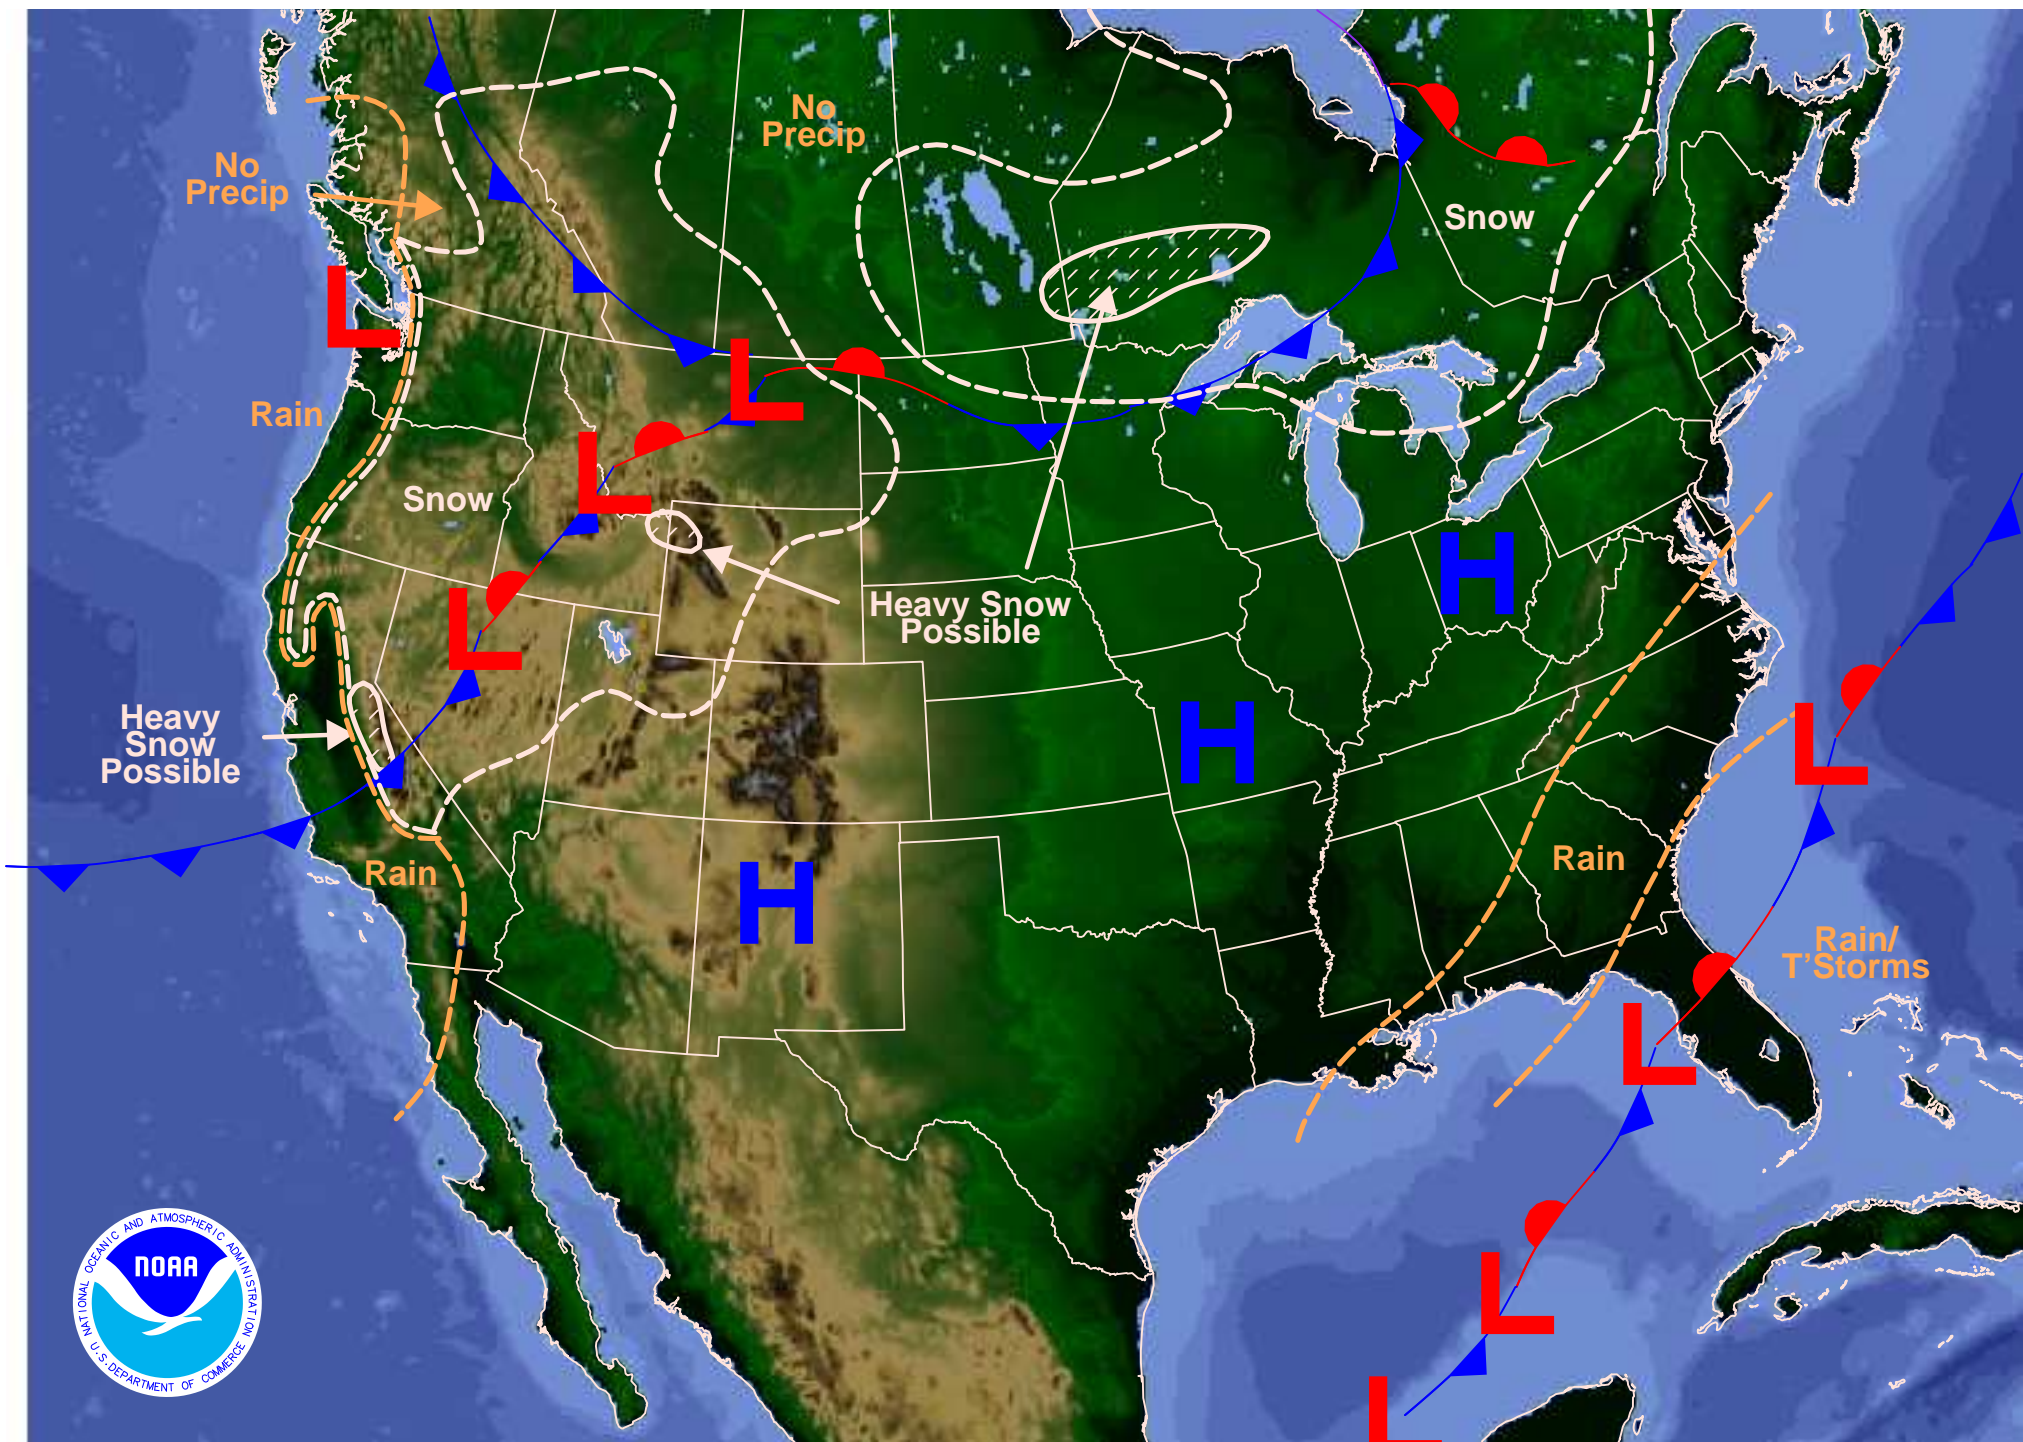 No
Precip
No
Precip
Snow
Rain
Snow
Heavy Snow
Possible
Heavy
Snow
Possible
Rain
Rain
Rain/
T'Storms
L
L
L
L
L
L
L
L
H
H
H
NATIONAL OCEANIC AND ATMOSPHERIC ADMINISTRATION
NOAA
U.S. DEPARTMENT OF COMMERCE